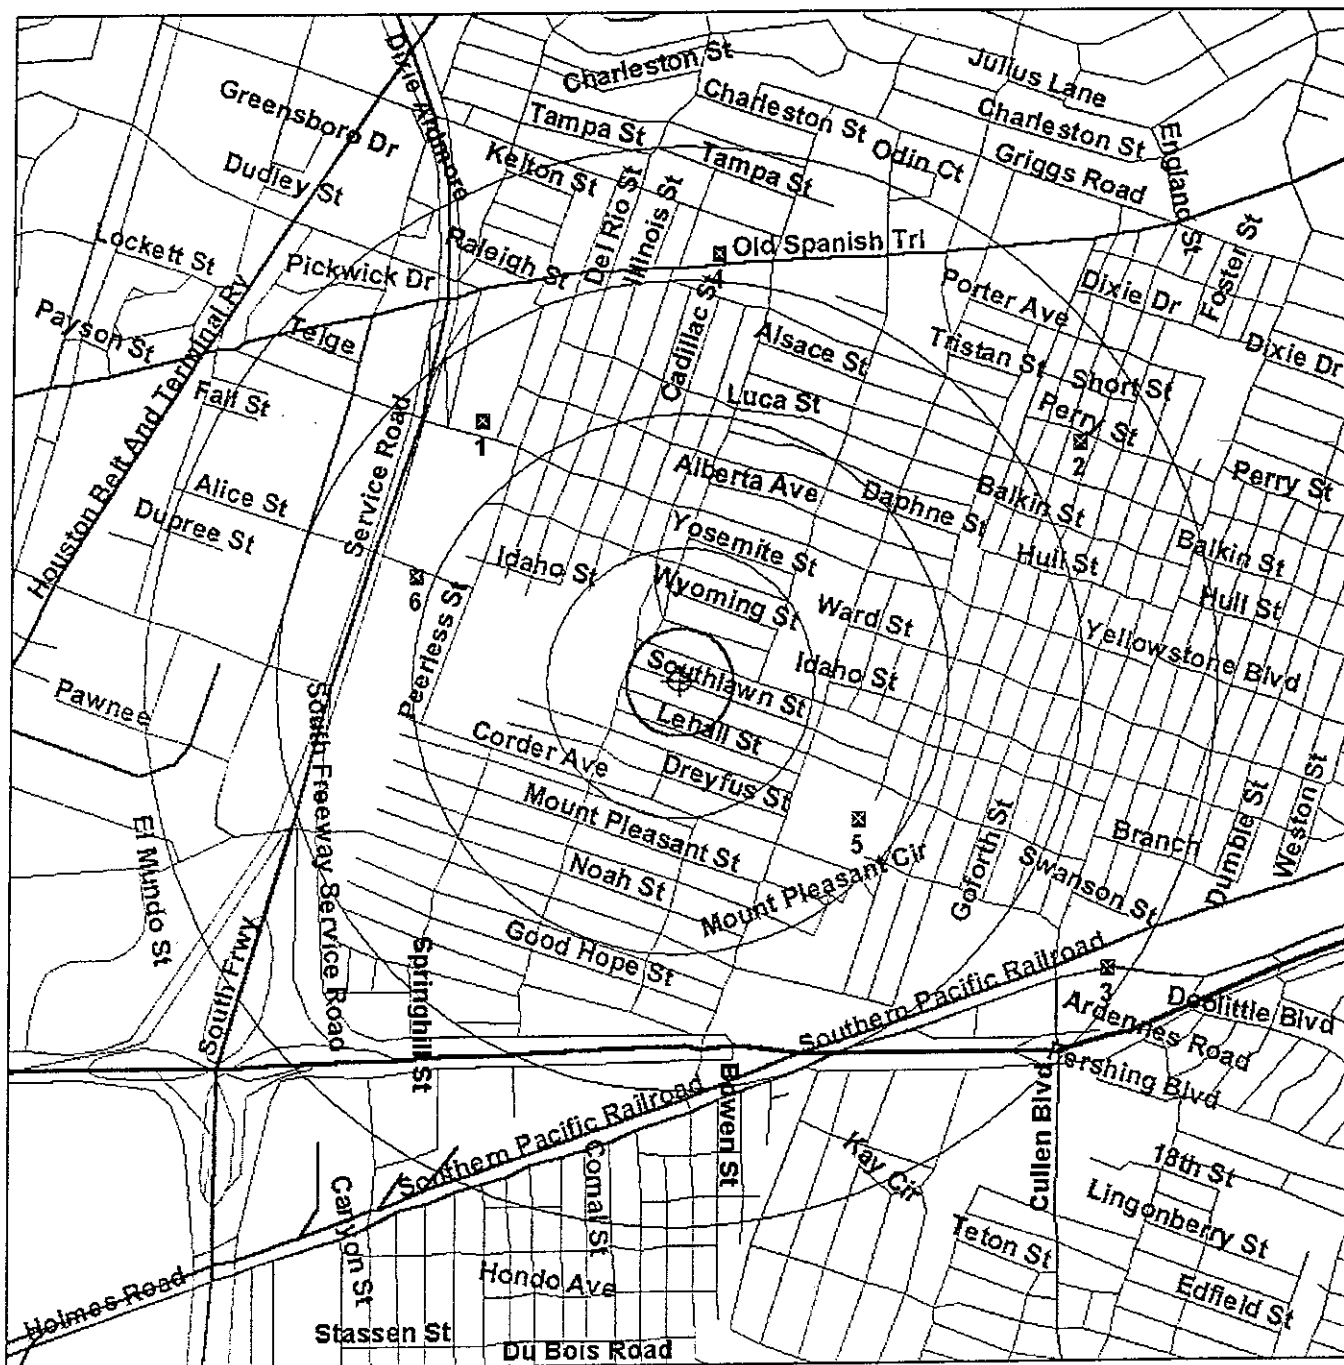 Charleston St
Julius Lane
Dixie Ardmore
Greensboro Dr
Charleston St
Charleston St
Tampa St
Odin Ct
Griggs Road
England St
Kelton St
Tampa St
Dudley St
Del Rio St
Illinois St
Foster St
Lockett St
Raleigh St
Old Spanish Trl
4
Pickwick Dr
Porter Ave
Dixie Dr
Payson St
Telge
Cadillac St
Alsace St
Tristan St
Dixie Dr
Short St
Fall St
Luca St
Perry St
Houston Belt And Terminal Ry
Service Road
1
2
Alice St
Alberta Ave
Daphne St
Balkin St
Perry St
Dupree St
Yosemite St
Hull St
Balkin St
Idaho St
Wyoming St
Ward St
Hull St
6
Peerless St
Yellowstone Blvd
Southlawn St
Idaho St
Pawnee
South Freeway Service Road
Lehall St
Corder Ave
Dreyfus St
Weston St
Mount Pleasant St
5
Goforth St
Branch
Dumble St
El Mundo St
Noah St
Mount Pleasant Cir
Swanson St
South Frwy
Springhill St
Good Hope St
Southern Pacific Railroad
3
Doolittle Blvd
Ardennes Road
Pershing Blvd
Bowen St
Cullen Blvd
Southern Pacific Railroad
Kay Cir
18th St
Canyon St
Comal St
Lingonberry St
Teton St
Holmes Road
Hondo Ave
Edfield St
Stassen St
Du Bois Road